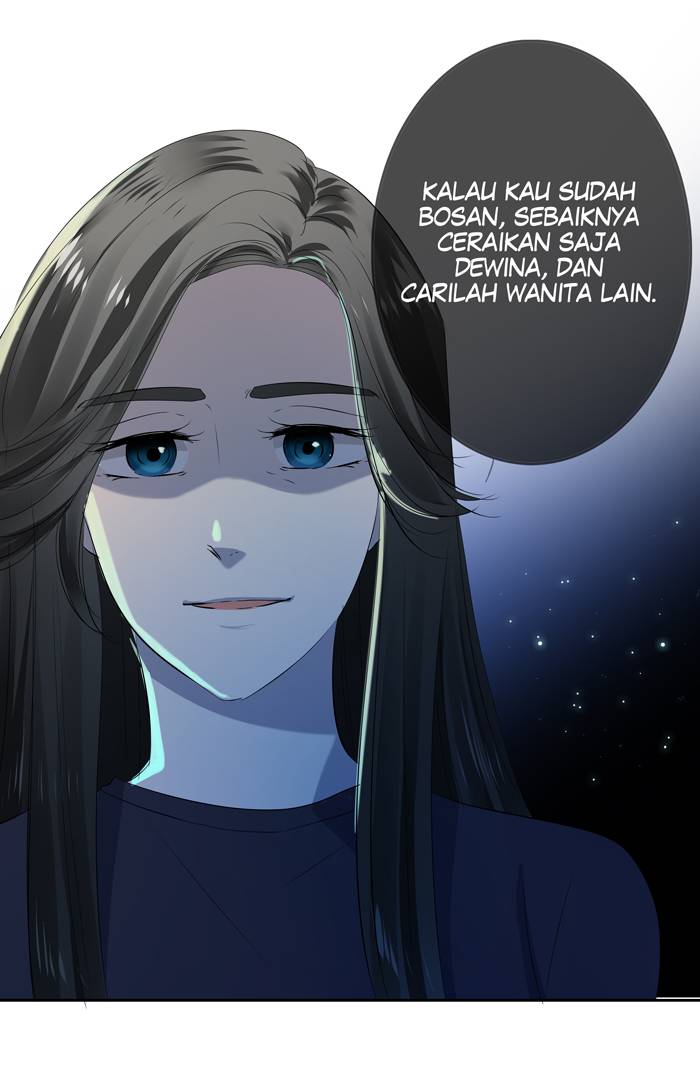 KALAU KAU SUDAH
BOSAN, SEBAIKNYA
CERAIKAN SAJA
DEWINA, DAN
CARILAH WANITA LAIN.